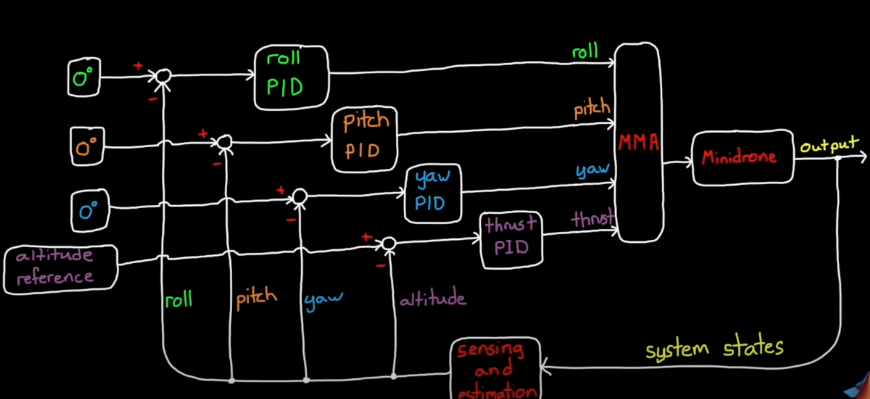 0°
+
-
roll
PID
roll
0°
+
-
pitch
PID
pitch
MMA
Minidrone
output
0°
+
-
yaw
PID
yaw
altitude
reference
+
-
thrust
PID
thrust
roll
pitch
yaw
altitude
sensing
and
estimation
system states